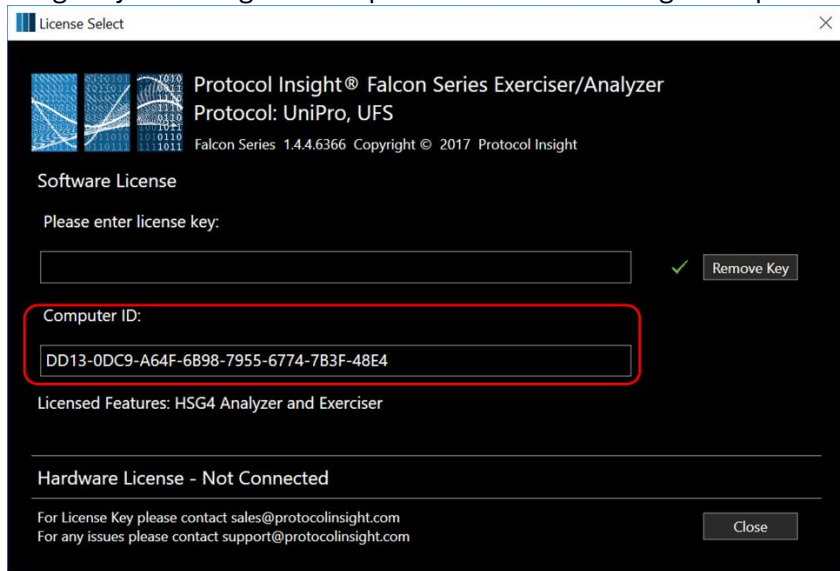 License Select
Protocol Insight® Falcon Series Exerciser/Analyzer
Protocol: UniPro, UFS
Falcon Series 1.4.4.6366 Copyright © 2017 Protocol Insight
Software License
Please enter license key:
Remove Key
Computer ID:
DD13-0DC9-A64F-6B98-7955-6774-7B3F-48E4
Licensed Features: HSG4 Analyzer and Exerciser
Hardware License - Not Connected
For License Key please contact sales@protocolinsight.com
For any issues please contact support@protocolinsight.com
Close